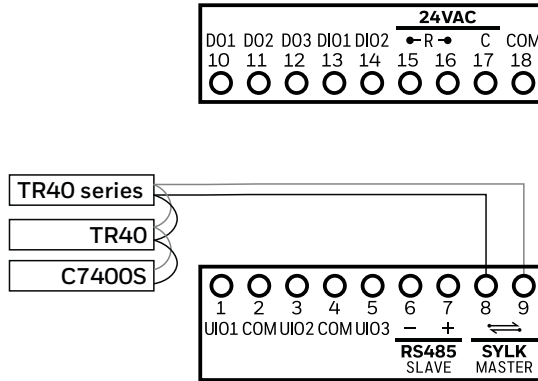 24VAC
DO1 DO2 DO3 DIO1 DIO2 R C COM
10 11 12 13 14 15 16 17 18
TR40 series
TR40
C7400S
1 2 3 4 5 6 7 8 9
UIO1 COM UIO2 COM UIO3 − +
RS485 SYLK
SLAVE MASTER